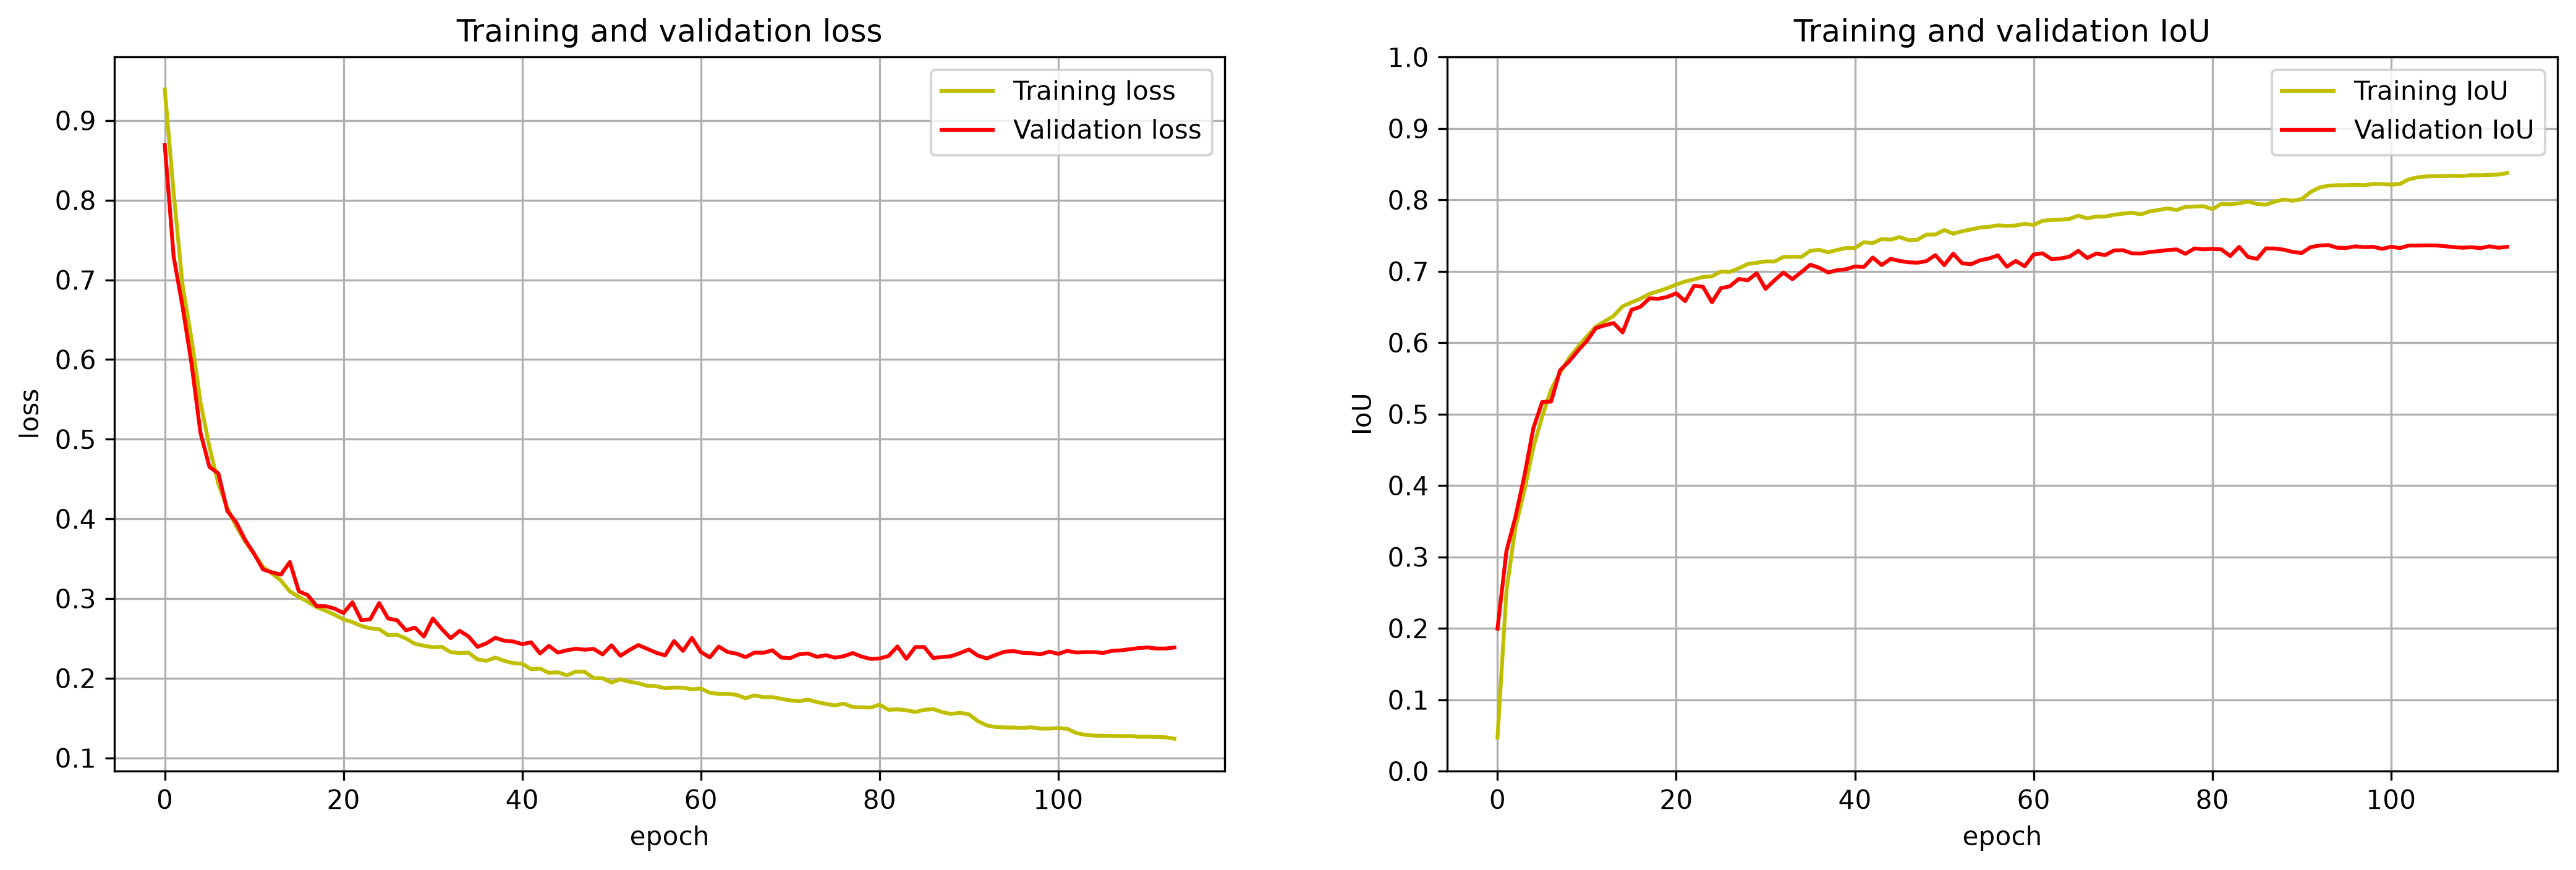 Training and validation loss
Training loss
Validation loss
0.9
0.8
0.7
0.6
0.5
0.4
0.3
0.2
0.1
loss
0 20 40 60 80 100
epoch
Training and validation IoU
Training IoU
Validation IoU
1.0
0.9
0.8
0.7
0.6
0.5
0.4
0.3
0.2
0.1
0.0
IoU
0 20 40 60 80 100
epoch